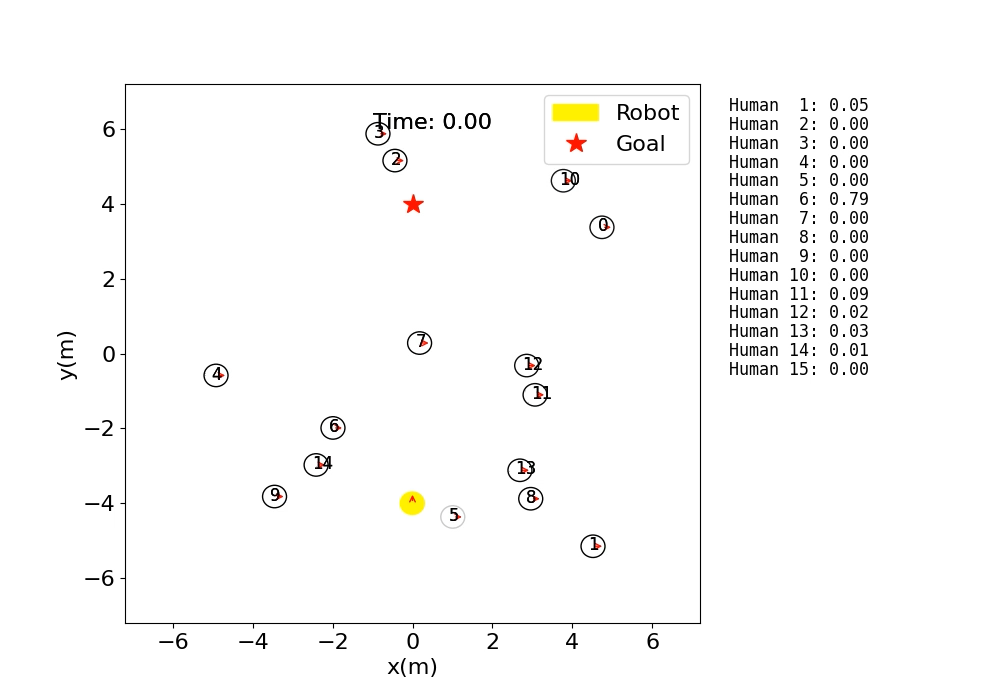 Time: 0.00
Robot
Goal
3
2
10
0
7
4
12
11
6
14
13
9
8
5
1
6
4
2
0
−2
−4
−6
y(m)
−6 −4 −2 0 2 4 6
x(m)
Human  1: 0.05
Human  2: 0.00
Human  3: 0.00
Human  4: 0.00
Human  5: 0.00
Human  6: 0.79
Human  7: 0.00
Human  8: 0.00
Human  9: 0.00
Human 10: 0.00
Human 11: 0.09
Human 12: 0.02
Human 13: 0.03
Human 14: 0.01
Human 15: 0.00